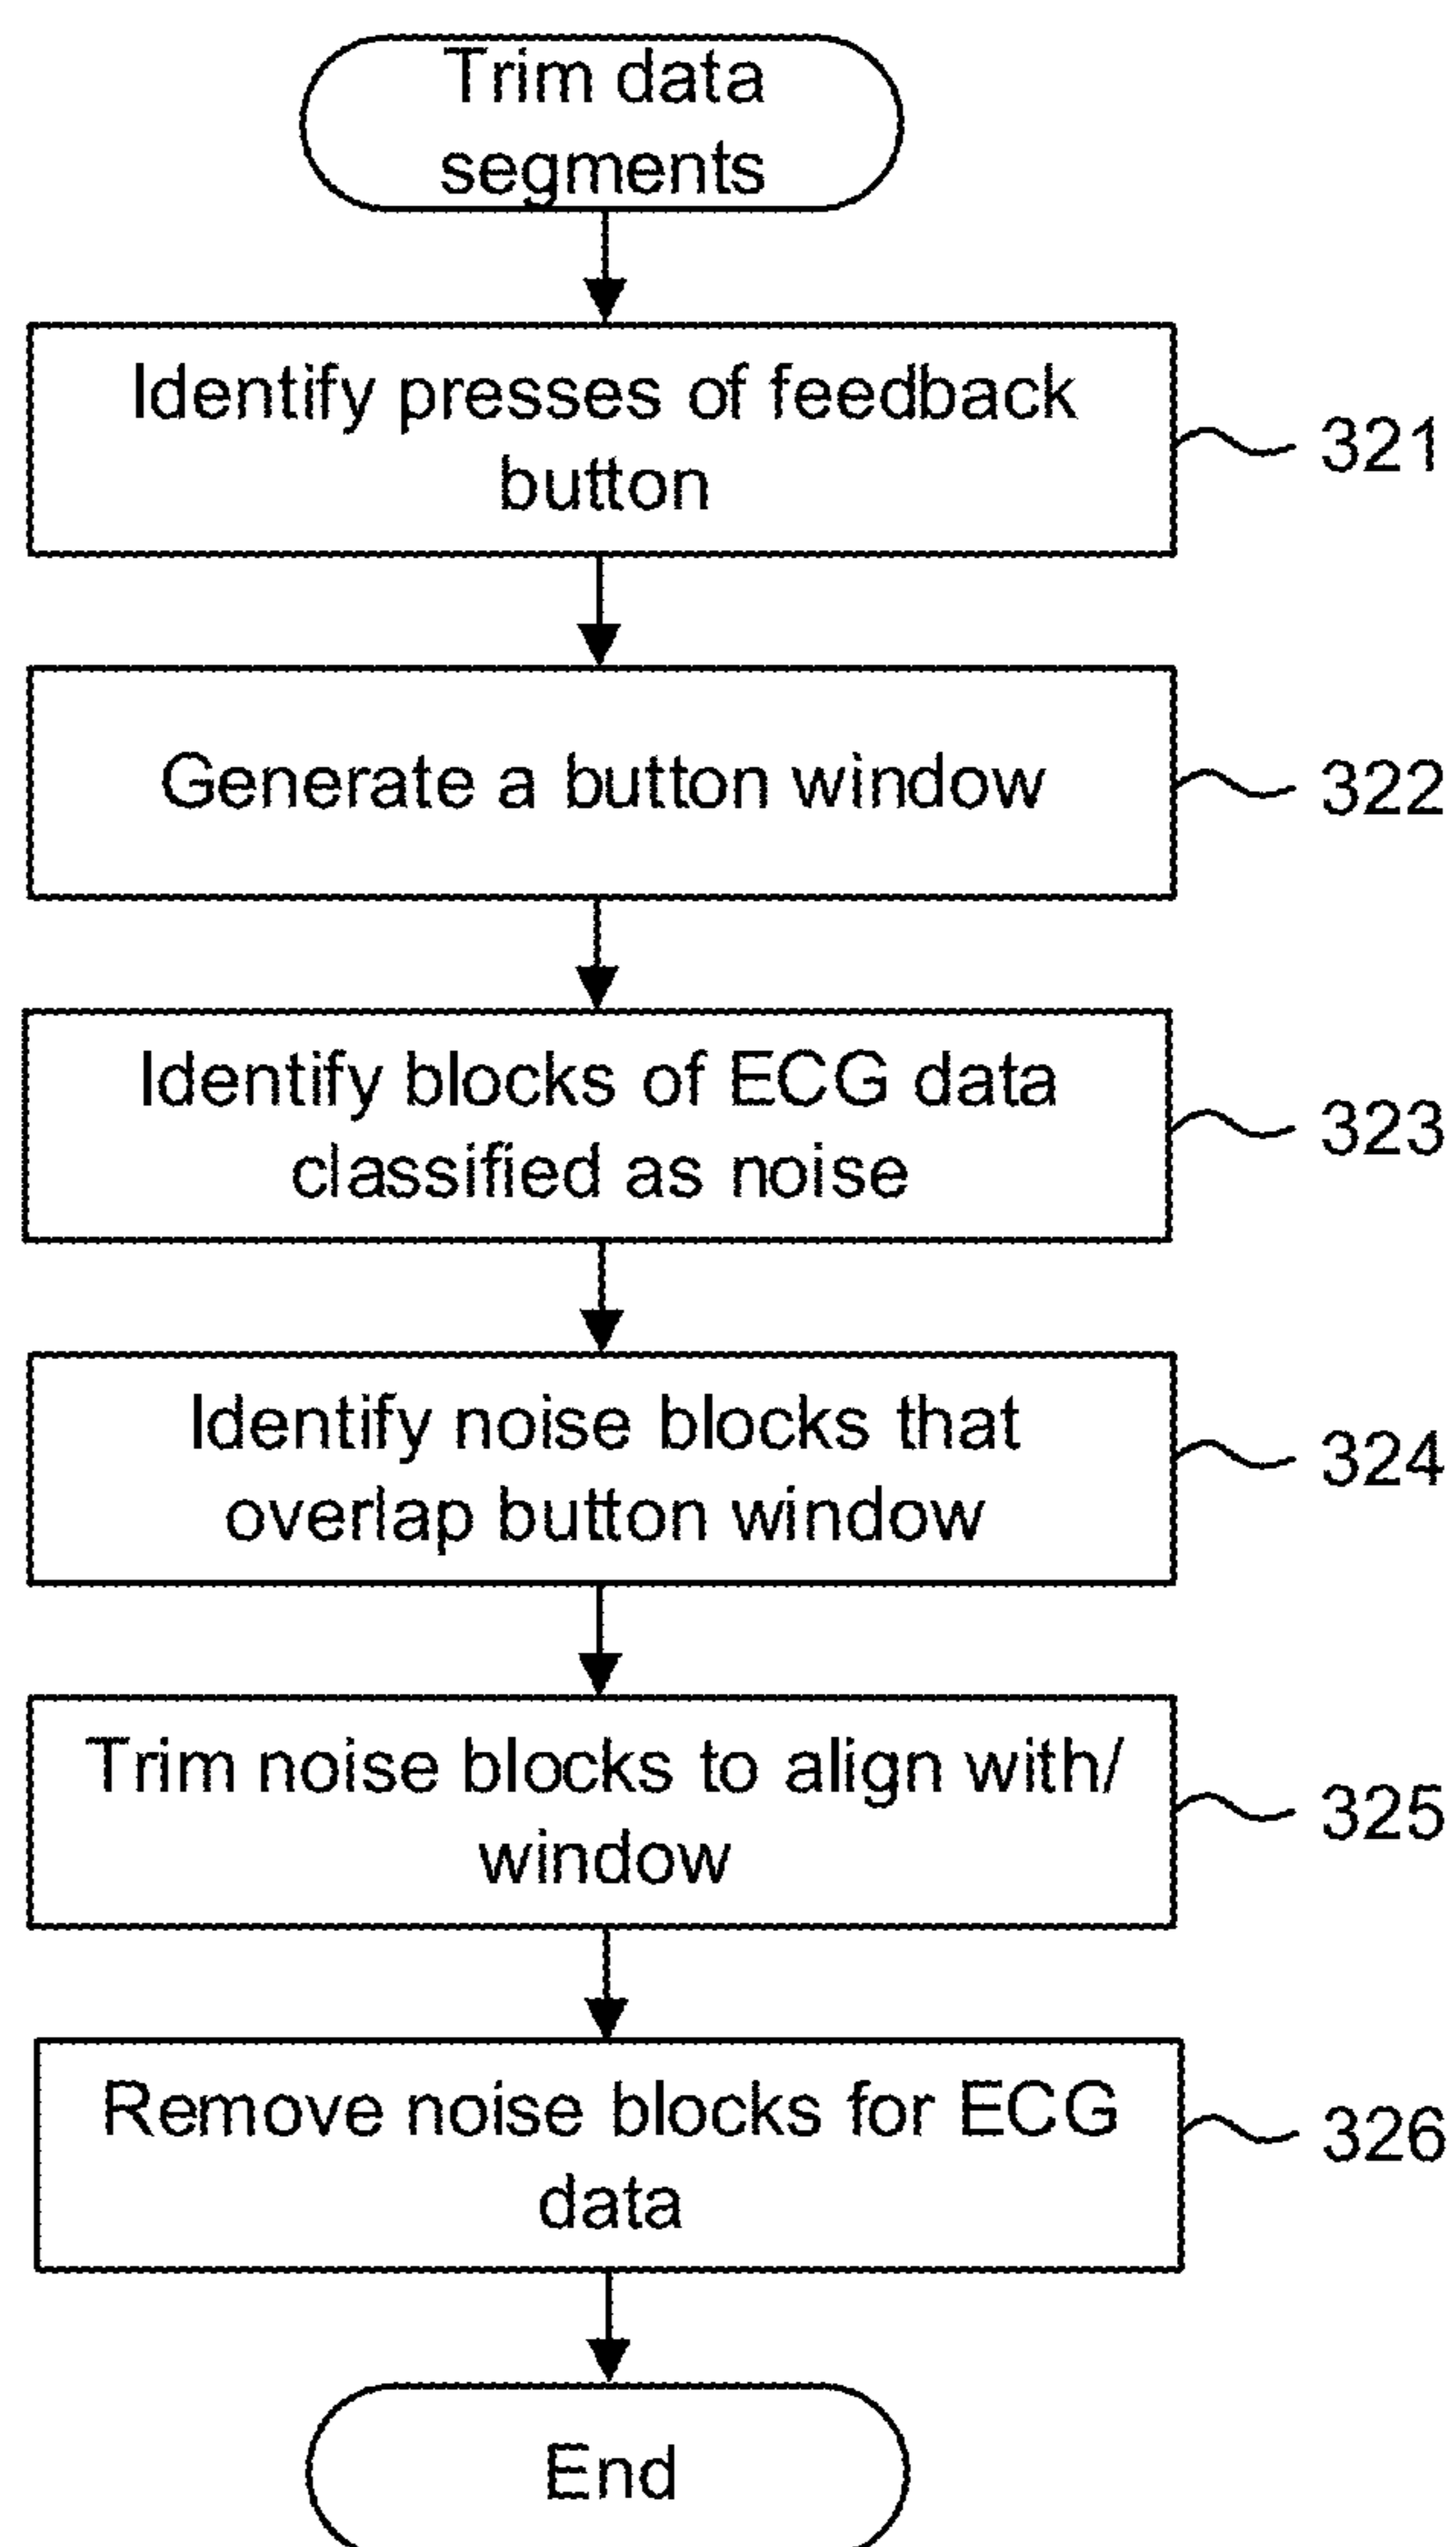 Trim data
segments
Identify presses of feedback
button
321
Generate a button window
322
Identify blocks of ECG data
classified as noise
323
Identify noise blocks that
overlap button window
324
Trim noise blocks to align with/
window
325
Remove noise blocks for ECG
data
326
End